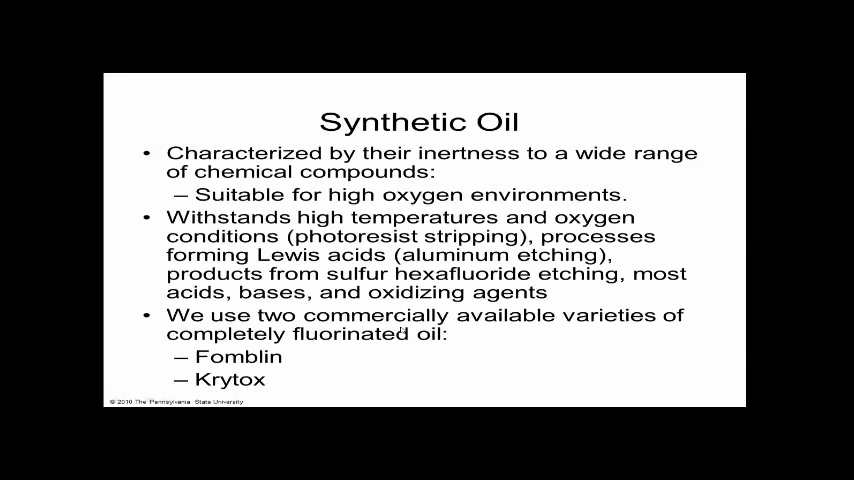 Synthetic Oil
• Characterized by their inertness to a wide range
of chemical compounds:
– Suitable for high oxygen environments.
• Withstands high temperatures and oxygen
conditions (photoresist stripping), processes
forming Lewis acids (aluminum etching),
products from sulfur hexafluoride etching, most
acids, bases, and oxidizing agents
• We use two commercially available varieties of
completely fluorinated oil:
– Fomblin
– Krytox
© 2010 The Pennsylvania State University